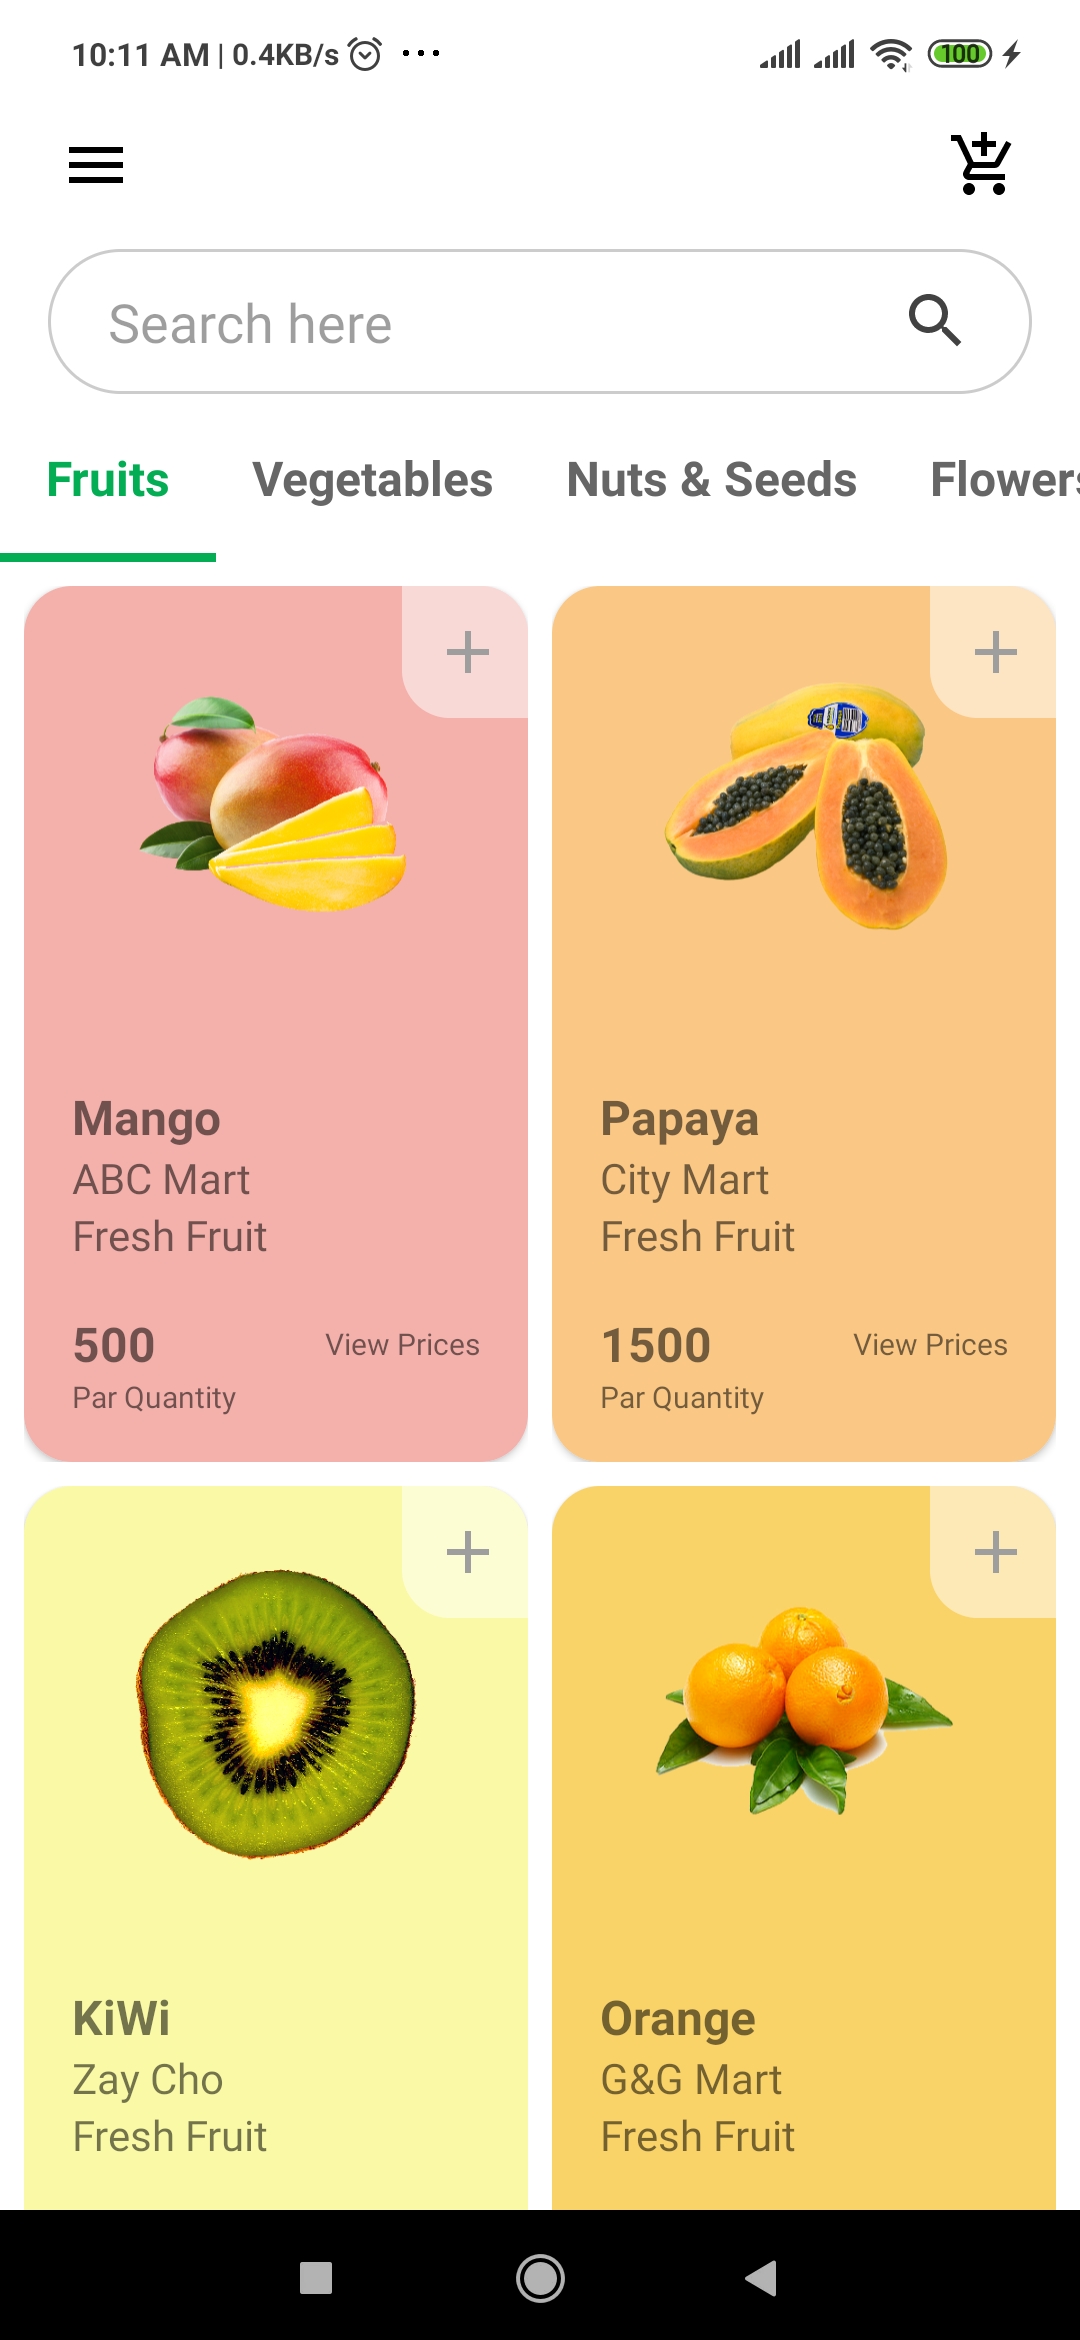 10:11 AM | 0.4KB/s ... 100
Search here
Fruits Vegetables Nuts & Seeds Flowers
Mango
ABC Mart
Fresh Fruit
500 View Prices
Par Quantity
Papaya
City Mart
Fresh Fruit
1500 View Prices
Par Quantity
KiWi
Zay Cho
Fresh Fruit
Orange
G&G Mart
Fresh Fruit